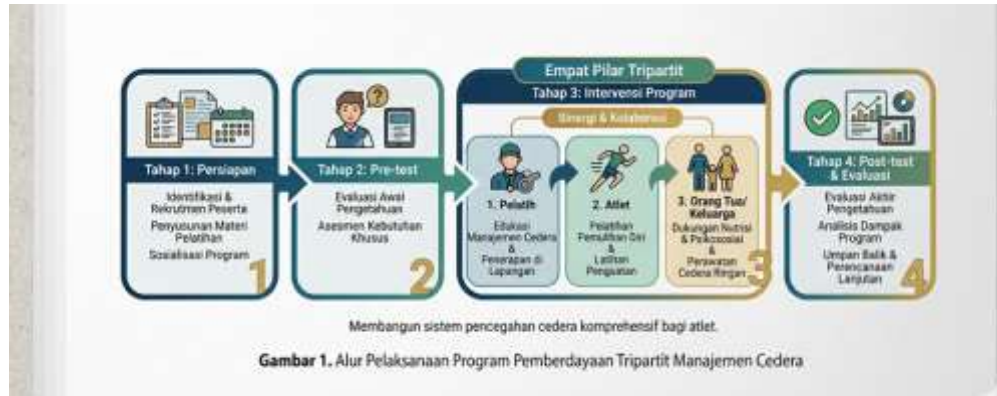 Empat Pilar Tripartit
Tahap 3: Intervensi Program
Sinergi & Kolaborasi
Tahap 1: Persiapan
Identifikasi &
Rekrutmen Peserta
Penyusunan Materi
Pelatihan
Sosialisasi Program
1
?
Tahap 2: Pre-test
Evaluasi Awal
Pengetahuan
Asesmen Kebutuhan
Khusus
2
1. Pelatih
Edukasi
Manajemen Cedera
&
Penerapan di
Lapangan
2. Atlet
Pelatihan
Pemulihan Diri
&
Latihan
Penguatan
3. Orang Tua/
Keluarga
Dukungan Nutrisi
& Psikososial
&
Perawatan
Cedera Ringan
3
Tahap 4: Post-test
& Evaluasi
Evaluasi Akhir
Pengetahuan
Analisis Dampak
Program
Umpan Balik &
Perencanaan
Lanjutan
4
Membangun sistem pencegahan cedera komprehensif bagi atlet.
Gambar 1. Alur Pelaksanaan Program Pemberdayaan Tripartit Manajemen Cedera